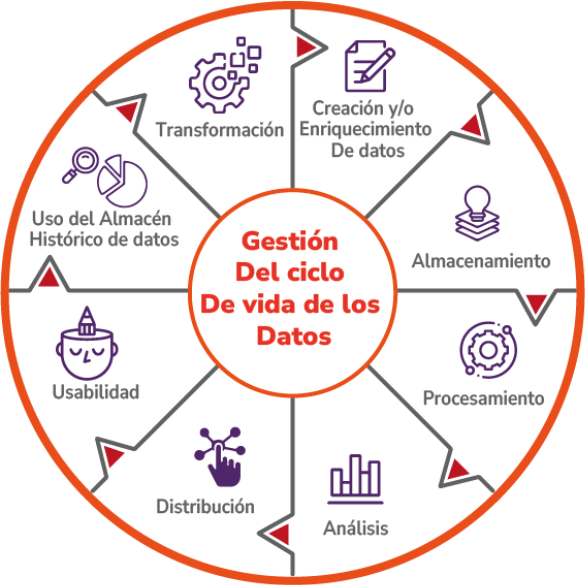 Creación y/o
Enriquecimiento
De datos
Almacenamiento
Procesamiento
Análisis
Distribución
Usabilidad
Uso del Almacén
Histórico de datos
Transformación
Gestión
Del ciclo
De vida de los
Datos